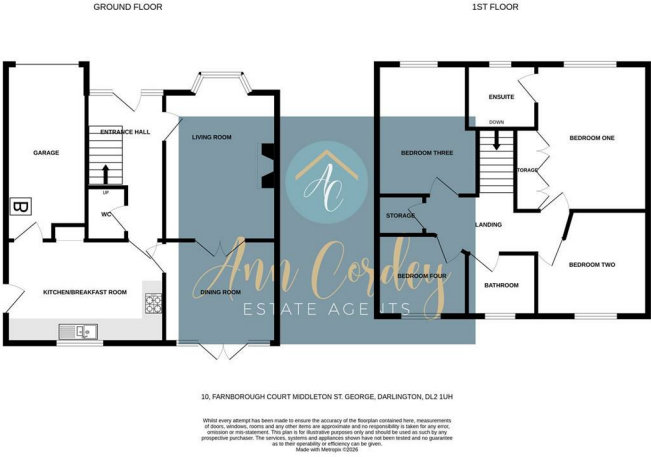 GROUND FLOOR
1ST FLOOR
ENSUITE
DOWN
ENTRANCE HALL
LIVING ROOM
BEDROOM ONE
GARAGE
BEDROOM THREE
TORAGE
UP
B
WC
STORAGE
LANDING
AC
Ann Cordey
ESTATE AGENTS
KITCHEN/BREAKFAST ROOM
DINING ROOM
BEDROOM FOUR
BATHROOM
BEDROOM TWO
10, FARNBOROUGH COURT MIDDLETON ST. GEORGE, DARLINGTON, DL2 1UH
Whilst every attempt has been made to ensure the accuracy of the floorplan contained here, measurements
of doors, windows, rooms and any other items are approximate and no responsibility is taken for any error,
omission or mis-statement. This plan is for illustrative purposes only and should be used as such by any
prospective purchaser. The services, systems and appliances shown have not been tested and no guarantee
as to their operability or efficiency can be given.
Made with Metropix ©2026